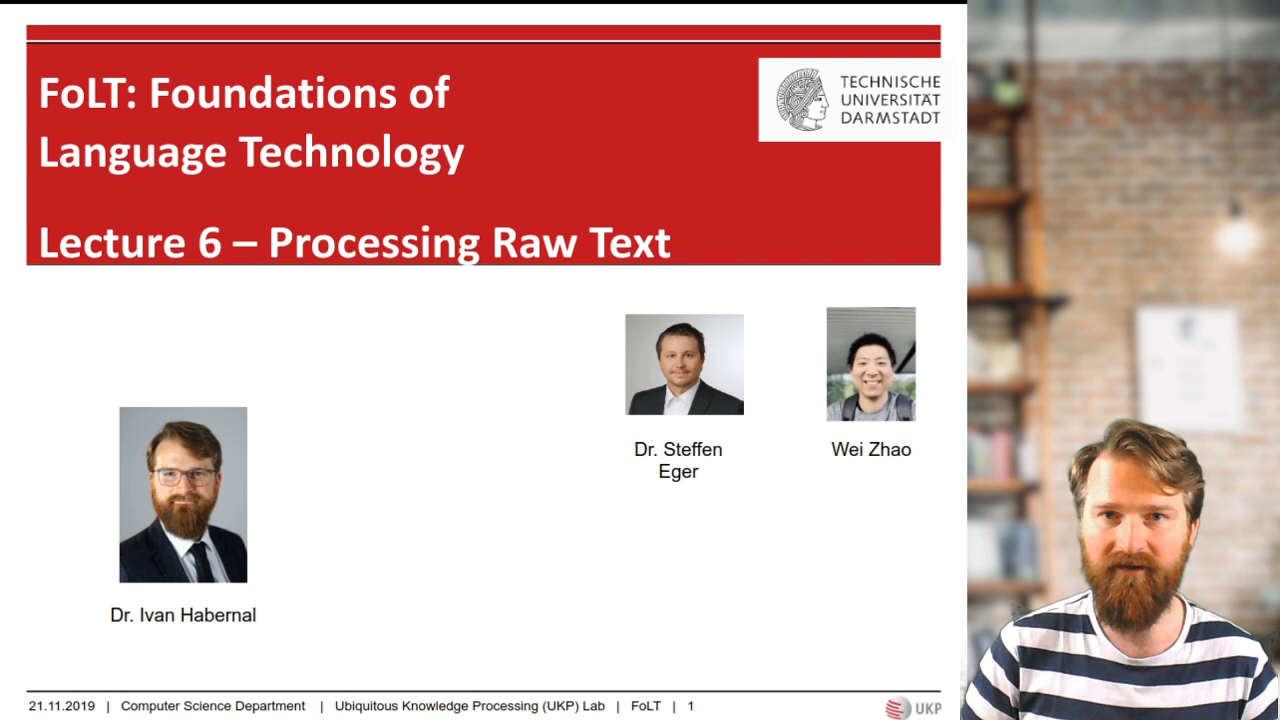 FoLT: Foundations of
Language Technology
Lecture 6 – Processing Raw Text
TECHNISCHE
UNIVERSITÄT
DARMSTADT
Dr. Steffen
Eger
Wei Zhao
Dr. Ivan Habernal
21.11.2019 | Computer Science Department | Ubiquitous Knowledge Processing (UKP) Lab | FoLT | 1
UKP